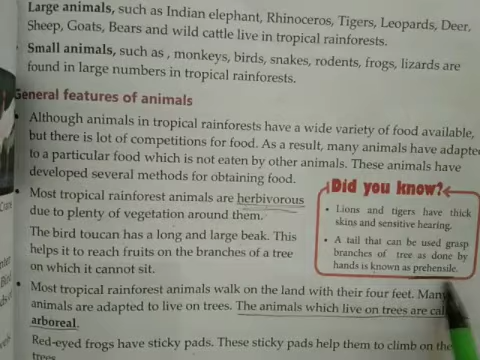 Large animals, such as Indian elephant, Rhinoceros, Tigers, Leopards, Deer,
Sheep, Goats, Bears and wild cattle live in tropical rainforests.
• Small animals, such as , monkeys, birds, snakes, rodents, frogs, lizards are
found in large numbers in tropical rainforests.
General features of animals
• Although animals in tropical rainforests have a wide variety of food available,
but there is lot of competitions for food. As a result, many animals have adapte
to a particular food which is not eaten by other animals. These animals have
developed several methods for obtaining food.
• Most tropical rainforest animals are herbivorous
due to plenty of vegetation around them.
The bird toucan has a long and large beak. This
helps it to reach fruits on the branches of a tree
on which it cannot sit.
Did you know?
• Lions and tigers have thick
skins and sensitive hearing.
• A tail that can be used grasp
branches of tree as done by
hands is known as prehensile.
• Most tropical rainforest animals walk on the land with their four feet. Many
animals are adapted to live on trees. The animals which live on trees are cal
arboreal.
Red-eyed frogs have sticky pads. These sticky pads help them to climb on the
trees.